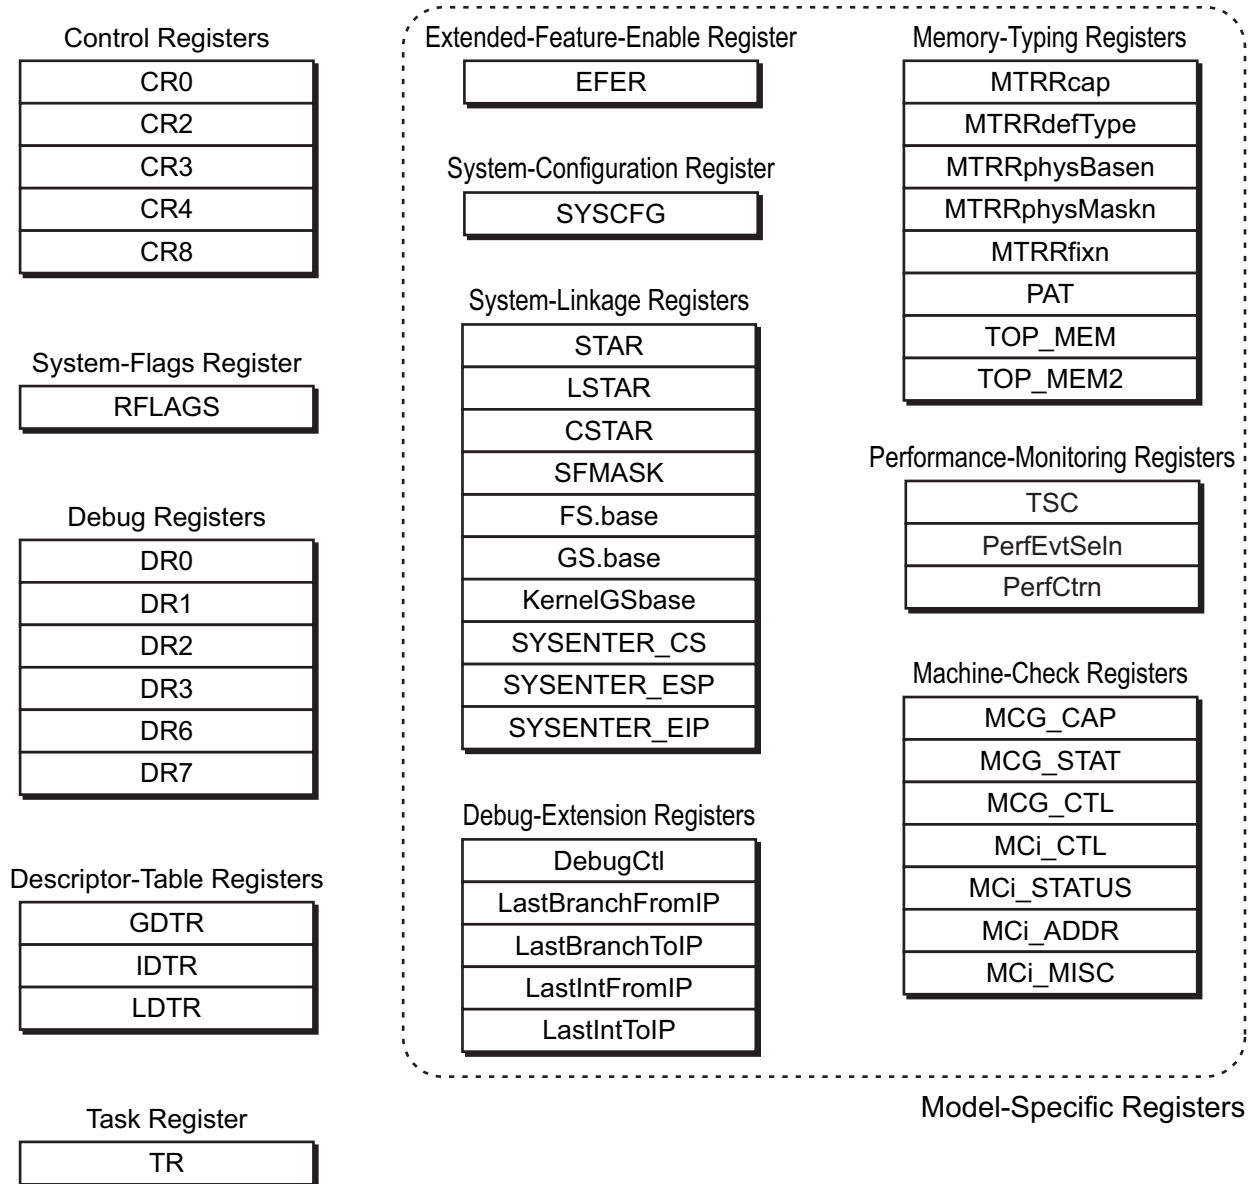 Control Registers
CR0
CR2
CR3
CR4
CR8
System-Flags Register
RFLAGS
Debug Registers
DR0
DR1
DR2
DR3
DR6
DR7
Descriptor-Table Registers
GDTR
IDTR
LDTR
Task Register
TR
Extended-Feature-Enable Register
EFER
System-Configuration Register
SYSCFG
System-Linkage Registers
STAR
LSTAR
CSTAR
SFMASK
FS.base
GS.base
KernelGSbase
SYSENTER_CS
SYSENTER_ESP
SYSENTER_EIP
Debug-Extension Registers
DebugCtl
LastBranchFromIP
LastBranchToIP
LastIntFromIP
LastIntToIP
Memory-Typing Registers
MTRRcap
MTRRdefType
MTRRphysBasen
MTRRphysMaskn
MTRRfixn
PAT
TOP_MEM
TOP_MEM2
Performance-Monitoring Registers
TSC
PerfEvtSeln
PerfCtrn
Machine-Check Registers
MCG_CAP
MCG_STAT
MCG_CTL
MCi_CTL
MCi_STATUS
MCi_ADDR
MCi_MISC
Model-Specific Registers